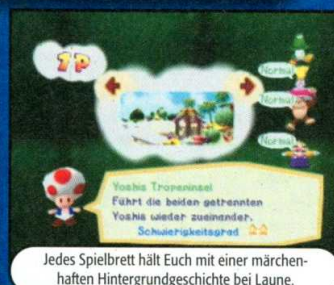 1P
Normal
Normal
Normal
Yoshis Tropeninsel
Führt die beiden getrennten
Yoshis wieder zueinander.
Schwierigkeitsgrad
Jedes Spielbrett hält Euch mit einer märchen-
haften Hintergrundgeschichte bei Laune.